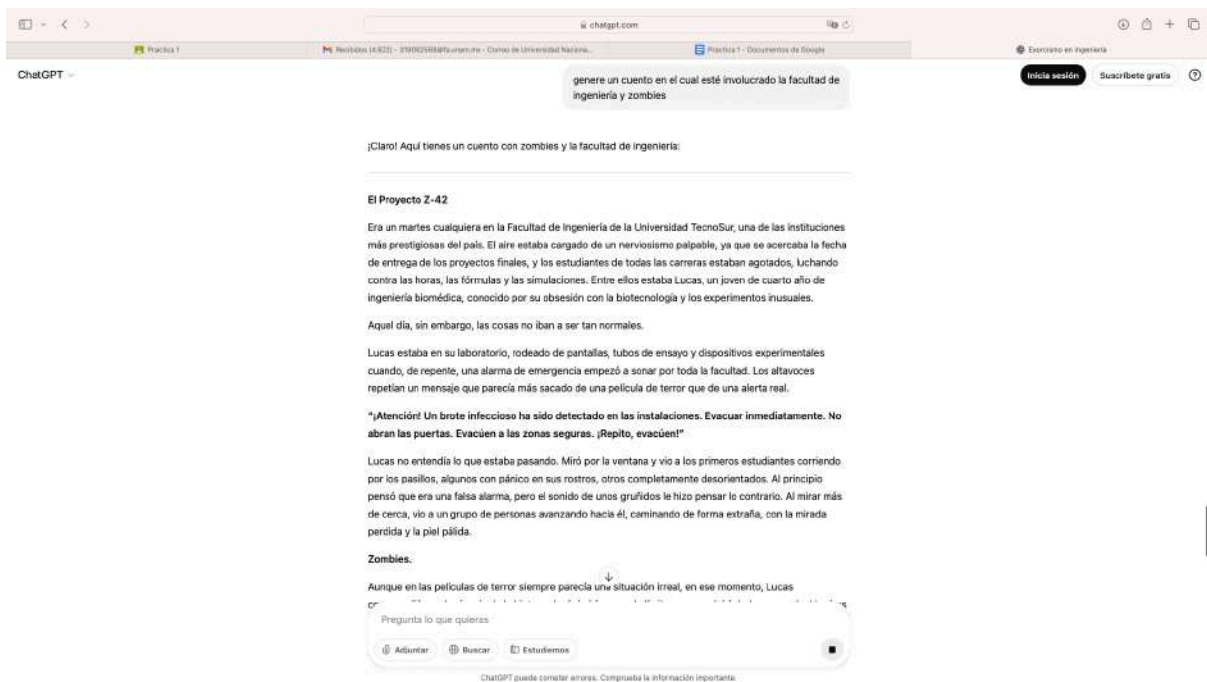 chatgpt.com
Practica 1
Practica 1 - Documentos de Google
Exorcismo en ingeniería
ChatGPT
Inicia sesión
Suscríbete gratis
genere un cuento en el cual esté involucrado la facultad de
ingeniería y zombies
¡Claro! Aquí tienes un cuento con zombies y la facultad de ingeniería:
El Proyecto Z-42
Era un martes cualquiera en la Facultad de Ingeniería de la Universidad TecnoSur, una de las instituciones
más prestigiosas del país. El aire estaba cargado de un nerviosismo palpable, ya que se acercaba la fecha
de entrega de los proyectos finales, y los estudiantes de todas las carreras estaban agotados, luchando
contra las horas, las fórmulas y las simulaciones. Entre ellos estaba Lucas, un joven de cuarto año de
ingeniería biomédica, conocido por su obsesión con la biotecnología y los experimentos inusuales.
Aquel día, sin embargo, las cosas no iban a ser tan normales.
Lucas estaba en su laboratorio, rodeado de pantallas, tubos de ensayo y dispositivos experimentales
cuando, de repente, una alarma de emergencia empezó a sonar por toda la facultad. Los altavoces
repetían un mensaje que parecía más sacado de una película de terror que de una alerta real.
"¡Atención! Un brote infeccioso ha sido detectado en las instalaciones. Evacuar inmediatamente. No
abran las puertas. Evacúen a las zonas seguras. ¡Repito, evacúen!"
Lucas no entendía lo que estaba pasando. Miró por la ventana y vio a los primeros estudiantes corriendo
por los pasillos, algunos con pánico en sus rostros, otros completamente desorientados. Al principio
pensó que era una falsa alarma, pero el sonido de unos gruñidos le hizo pensar lo contrario. Al mirar más
de cerca, vio a un grupo de personas avanzando hacia él, caminando de forma extraña, con la mirada
perdida y la piel pálida.
Zombies.
Aunque en las películas de terror siempre parecía una situación irreal, en ese momento, Lucas
Pregunta lo que quieras
Adjuntar
Buscar
Estudiemos
ChatGPT puede cometer errores. Comprueba la información importante.